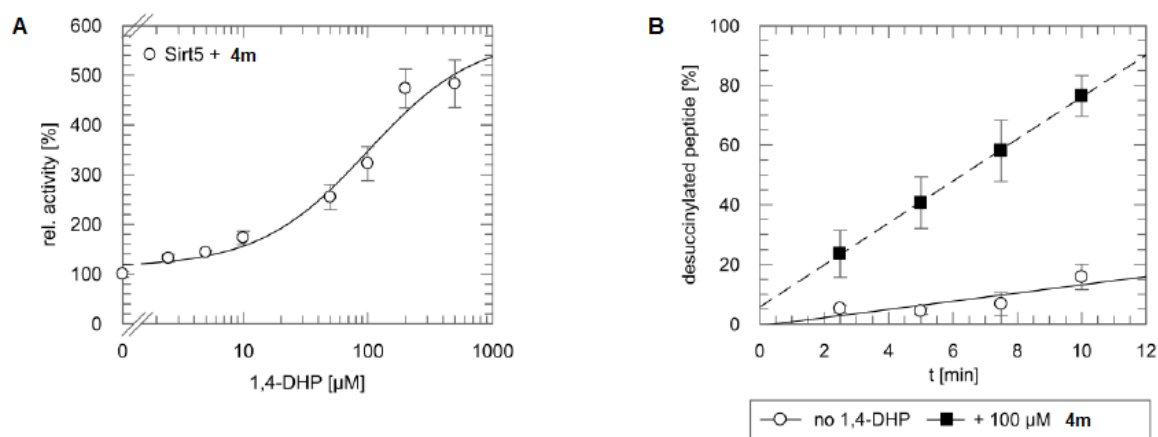 A
600
500
400
300
200
100
0
rel. activity [%]
Sirt5 + 4m
0 10 100 1000
1,4-DHP [µM]
B
100
80
60
40
20
0
desuccinylated peptide [%]
0 2 4 6 8 10 12
t [min]
no 1,4-DHP + 100 µM 4m